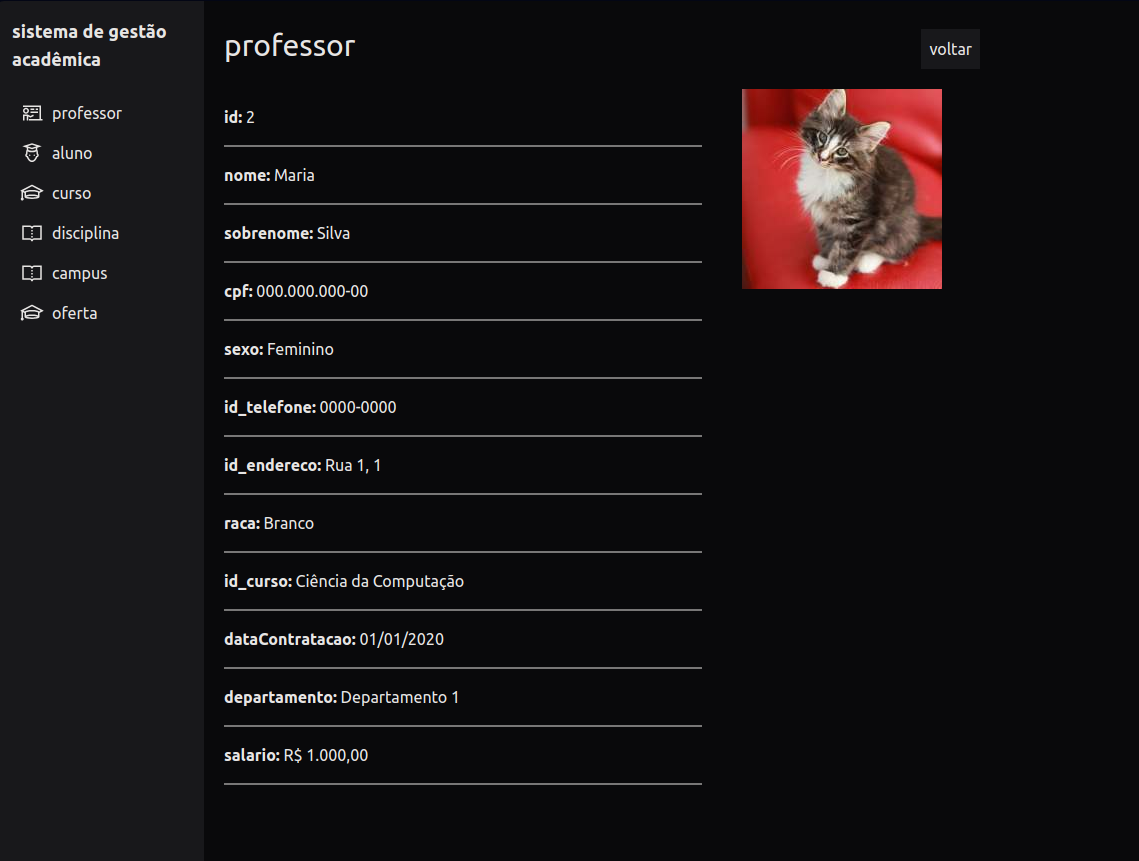 sistema de gestão
acadêmica
professor
aluno
curso
disciplina
campus
oferta
professor
voltar
id: 2
nome: Maria
sobrenome: Silva
cpf: 000.000.000-00
sexo: Feminino
id_telefone: 0000-0000
id_endereco: Rua 1, 1
raca: Branco
id_curso: Ciência da Computação
dataContratacao: 01/01/2020
departamento: Departamento 1
salario: R$ 1.000,00